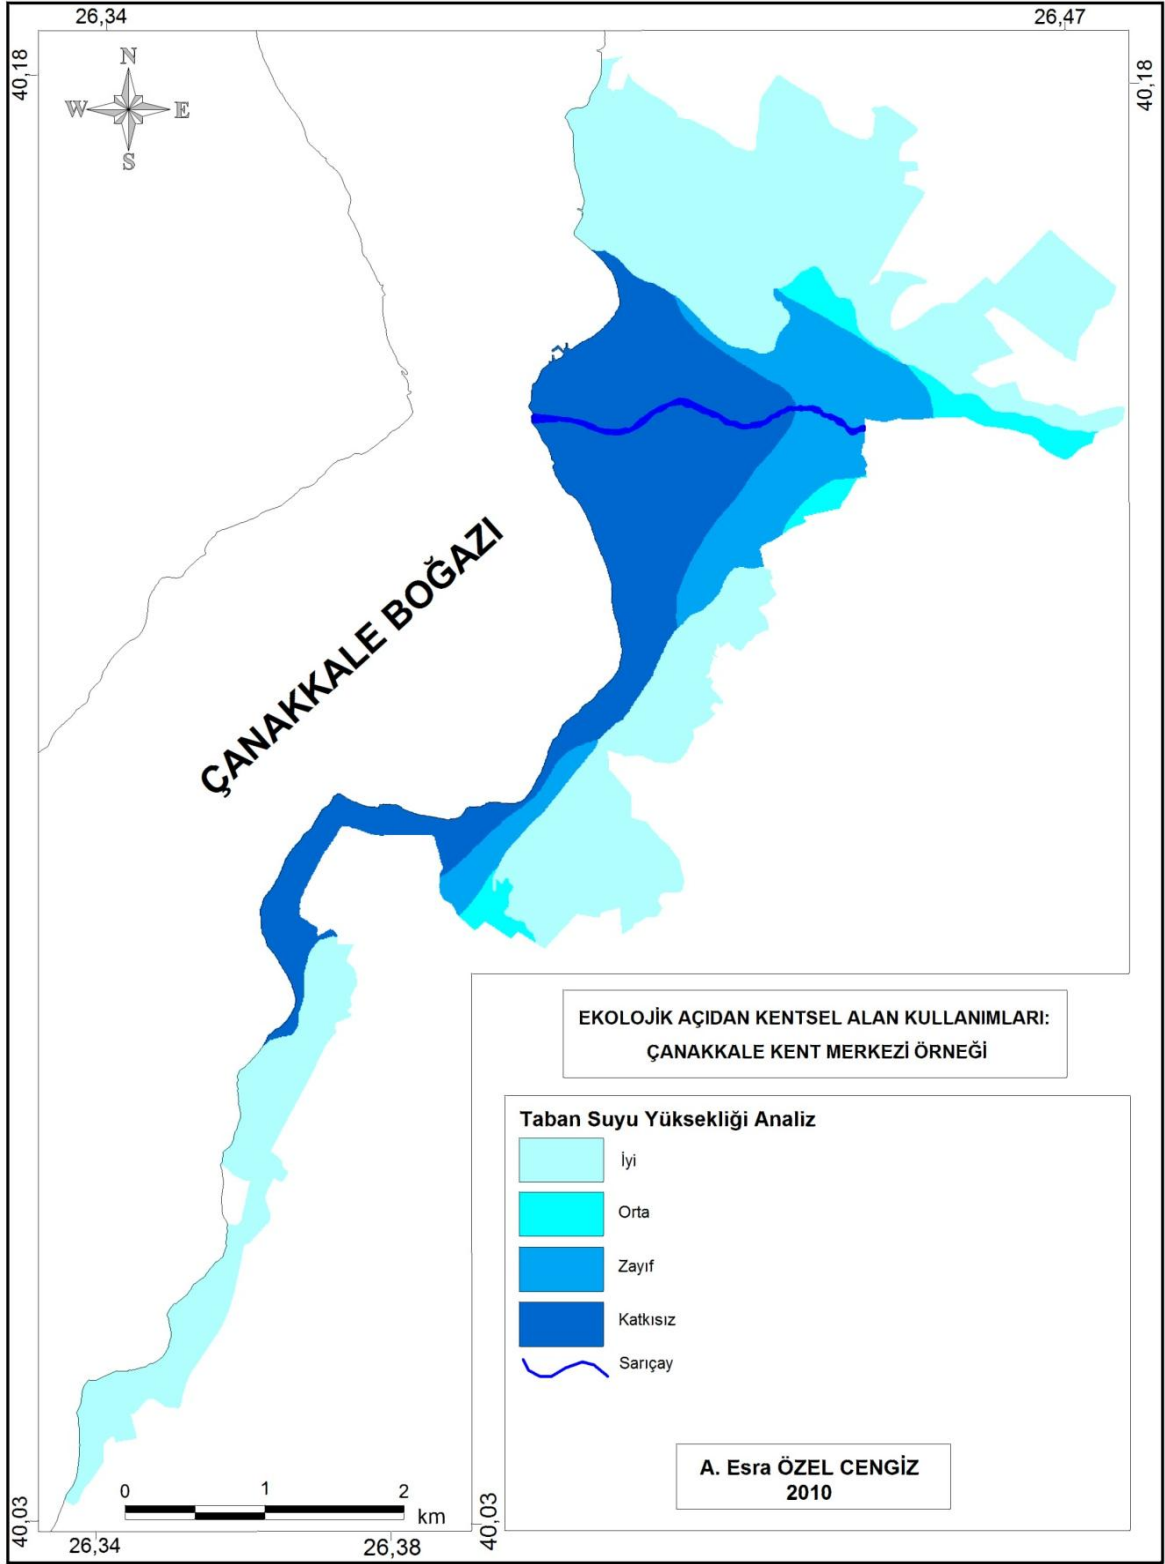 26,34
26,47
40,18
40,18
N
W
E
S
ÇANAKKALE BOĞAZI
EKOLOJİK AÇIDAN KENTSEL ALAN KULLANIMLARI:
ÇANAKKALE KENT MERKEZİ ÖRNEĞİ
Taban Suyu Yüksekliği Analiz
İyi
Orta
Zayıf
Katkısız
Sarıçay
A. Esra ÖZEL CENGİZ
2010
0
1
2
km
40,03
40,03
26,34
26,38